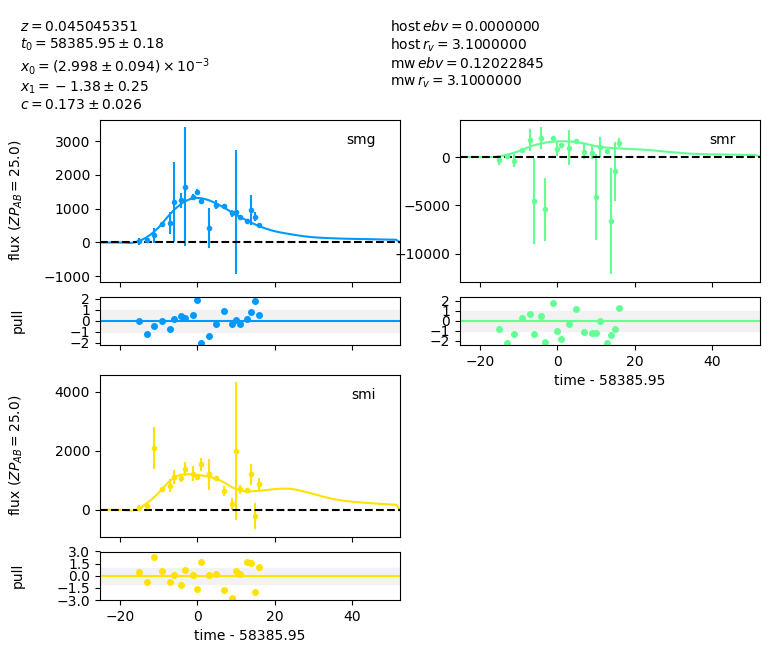 z = 0.045045351
t₀ = 58385.95 ± 0.18
x₀ = (2.998 ± 0.094) × 10⁻³
x₁ = −1.38 ± 0.25
c = 0.173 ± 0.026
host ebv = 0.0000000
host r_v = 3.1000000
mw ebv = 0.12022845
mw r_v = 3.1000000
smg
3000
2000
1000
0
−1000
flux (ZP_AB = 25.0)
smr
0
−5000
−10000
pull
2
1
0
−1
−2
2
1
0
−1
−2
−20 0 20 40
time - 58385.95
smi
4000
2000
0
flux (ZP_AB = 25.0)
pull
3.0
1.5
0.0
−1.5
−3.0
−20 0 20 40
time - 58385.95